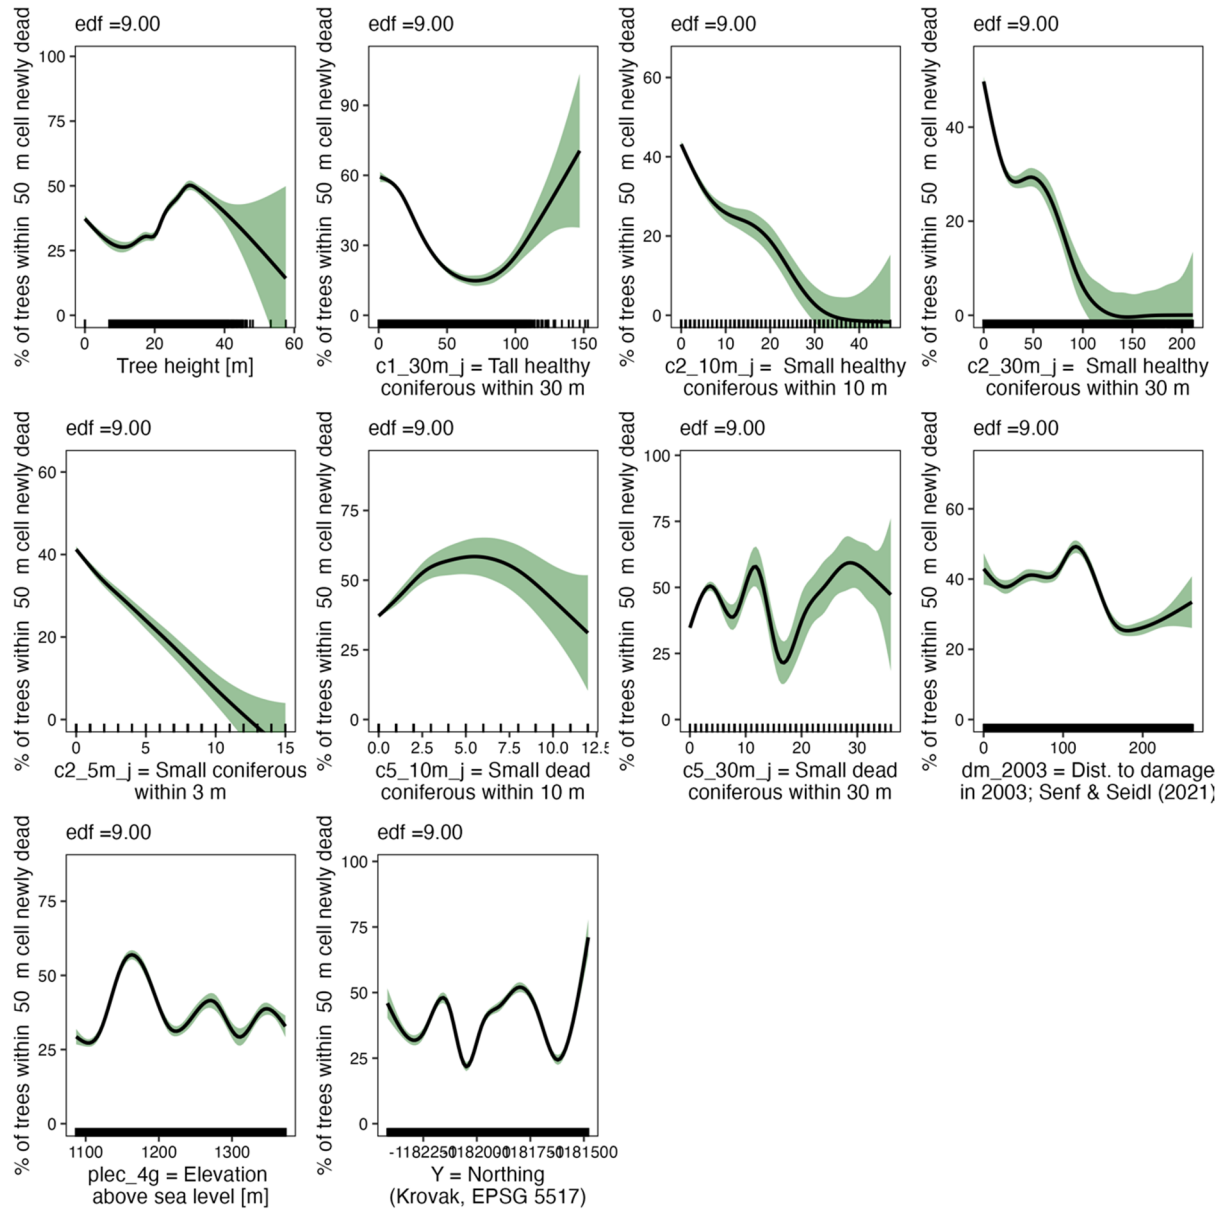 edf =9.00
% of trees within  50  m cell newly dead
100
75
50
25
0
0 20 40 60
Tree height [m]
edf =9.00
% of trees within  50  m cell newly dead
90
60
30
0
0 50 100 150
c1_30m_j = Tall healthy
coniferous within 30 m
edf =9.00
% of trees within  50  m cell newly dead
60
40
20
0
0 10 20 30 40
c2_10m_j =  Small healthy
coniferous within 10 m
edf =9.00
% of trees within  50  m cell newly dead
40
20
0
0 50 100 150 200
c2_30m_j =  Small healthy
coniferous within 30 m
edf =9.00
% of trees within  50  m cell newly dead
60
40
20
0
0 5 10 15
c2_5m_j = Small coniferous
within 3 m
edf =9.00
% of trees within  50  m cell newly dead
75
50
25
0
0.0 2.5 5.0 7.5 10.0 12.5
c5_10m_j = Small dead
coniferous within 10 m
edf =9.00
% of trees within  50  m cell newly dead
100
75
50
25
0
0 10 20 30
c5_30m_j = Small dead
coniferous within 30 m
edf =9.00
% of trees within  50  m cell newly dead
60
40
20
0
0 100 200
dm_2003 = Dist. to damage
in 2003; Senf & Seidl (2021)
edf =9.00
% of trees within  50  m cell newly dead
75
50
25
0
1100 1200 1300
plec_4g = Elevation
above sea level [m]
edf =9.00
% of trees within  50  m cell newly dead
100
75
50
25
0
-1182250 -1182000 -1181750 -1181500
Y = Northing
(Krovak, EPSG 5517)